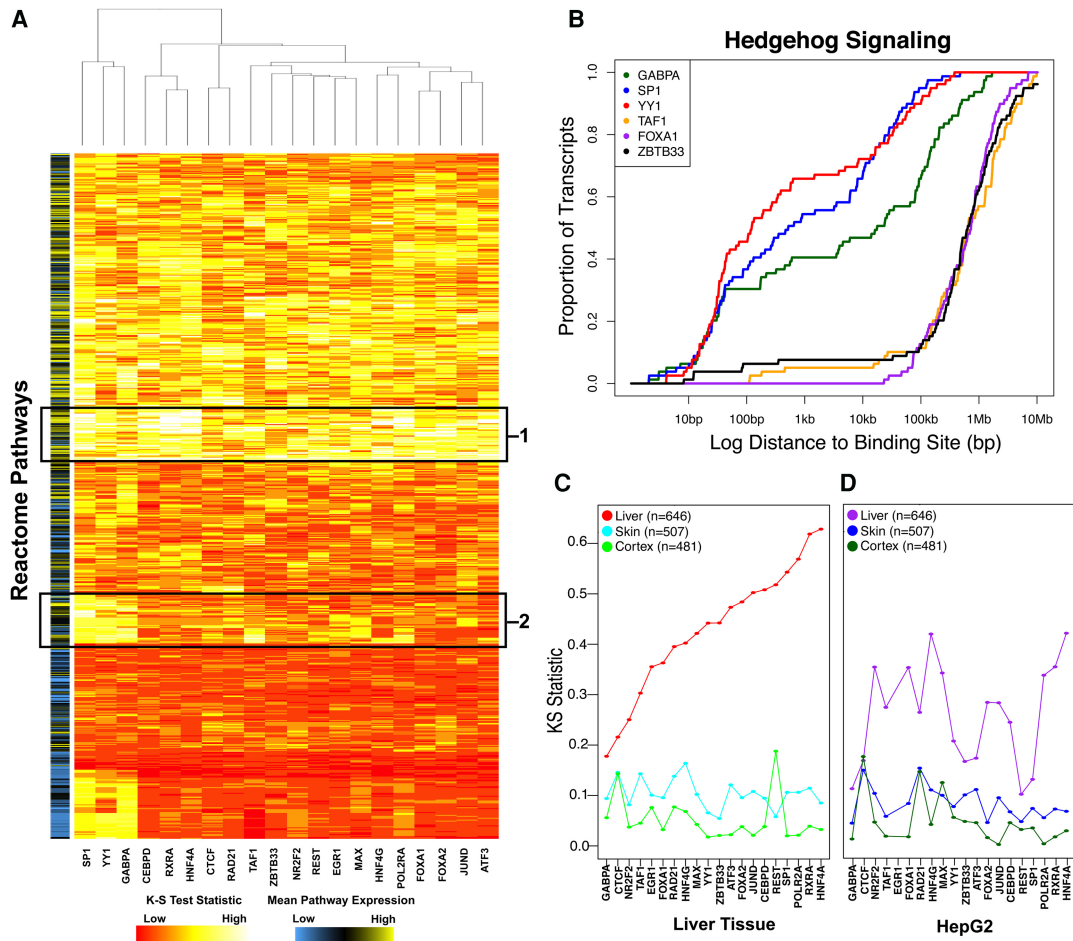 A
Reactome Pathways
1
2
SP1
YY1
GABPA
CEBPD
RXRA
HNF4A
CTCF
RAD21
TAF1
ZBTB33
NR2F2
REST
EGR1
MAX
HNF4G
POL2RA
FOXA1
FOXA2
JUND
ATF3
K-S Test Statistic
Low High
Mean Pathway Expression
Low High
B
Hedgehog Signaling
GABPA
SP1
YY1
TAF1
FOXA1
ZBTB33
Proportion of Transcripts
1.0
0.8
0.6
0.4
0.2
0.0
10bp 100bp 1kb 10kb 100kb 1Mb 10Mb
Log Distance to Binding Site (bp)
C
Liver (n=646)
Skin (n=507)
Cortex (n=481)
KS Statistic
0.6
0.5
0.4
0.3
0.2
0.1
0.0
GABPA
CTCF
NR2F2
TAF1
EGR1
FOXA1
RAD21
HNF4G
MAX
YY1
ZBTB33
ATF3
FOXA2
JUND
CEBPD
REST
SP1
POLR2A
RXRA
HNF4A
Liver Tissue
D
Liver (n=646)
Skin (n=507)
Cortex (n=481)
GABPA
CTCF
NR2F2
TAF1
EGR1
FOXA1
RAD21
HNF4G
MAX
YY1
ZBTB33
ATF3
FOXA2
JUND
CEBPD
REST
SP1
POL2A
RXRA
HNF4A
HepG2